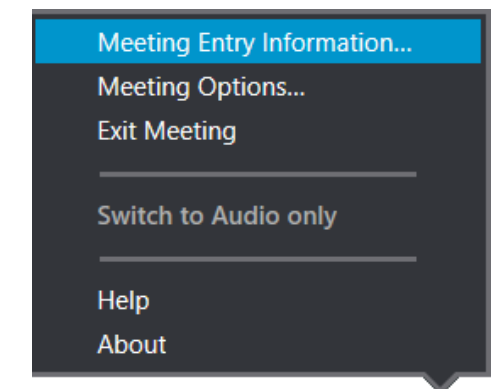 Meeting Entry Information...
Meeting Options...
Exit Meeting
Switch to Audio only
Help
About